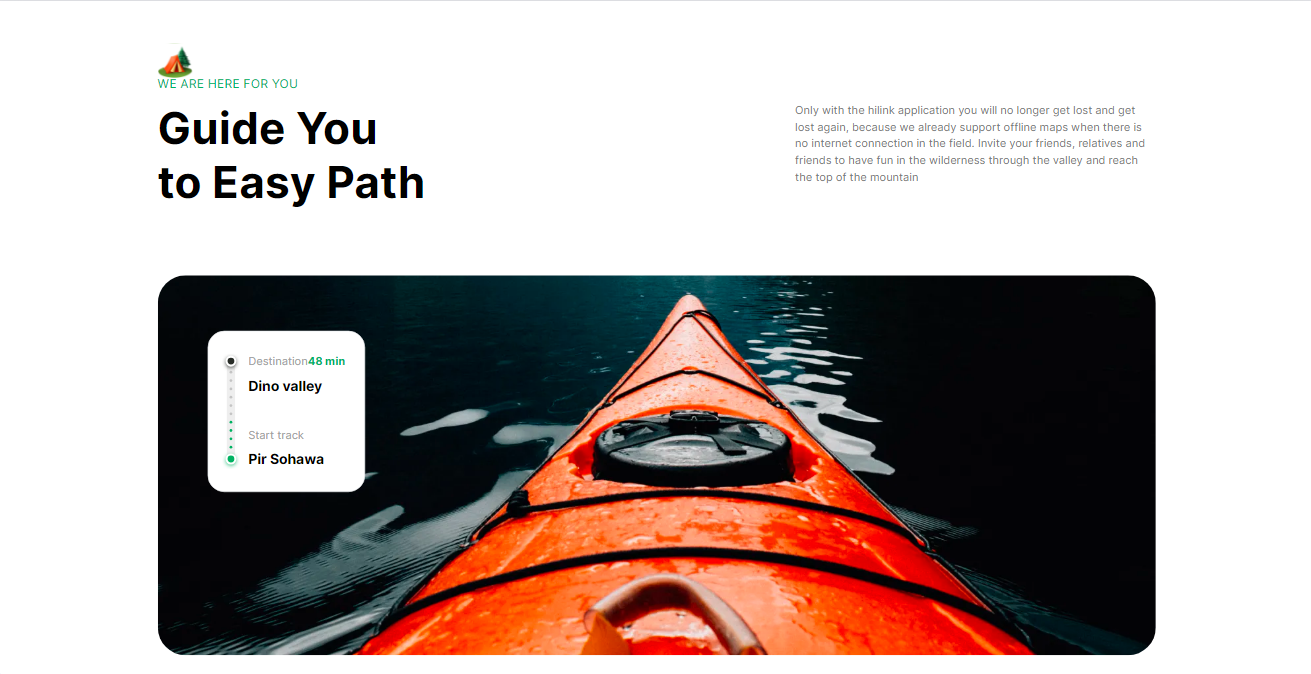 WE ARE HERE FOR YOU
Guide You
to Easy Path
Only with the hilink application you will no longer get lost and get
lost again, because we already support offline maps when there is
no internet connection in the field. Invite your friends, relatives and
friends to have fun in the wilderness through the valley and reach
the top of the mountain
Destination48 min
Dino valley
Start track
Pir Sohawa